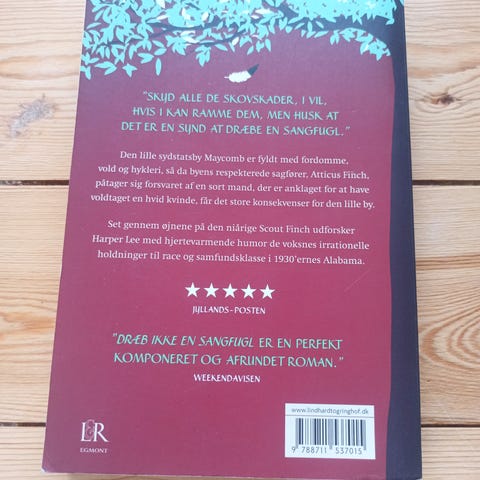 "SKYD ALLE DE SKOVSKADER, I VIL,
HVIS I KAN RAMME DEM, MEN HUSK AT
DET ER EN SYND AT DRÆBE EN SANGFUGL."
Den lille sydstatsby Maycomb er fyldt med fordomme,
vold og hykleri, så da byens respekterede sagfører, Atticus Finch,
påtager sig forsvaret af en sort mand, der er anklaget for at have
voldtaget en hvid kvinde, får det store konsekvenser for den lille by.
Set gennem øjnene på den niårige Scout Finch udforsker
Harper Lee med hjertevarmende humor de voksnes irrationelle
holdninger til race og samfundsklasse i 1930'ernes Alabama.
JYLLANDS-POSTEN
"DRÆB IKKE EN SANGFUGL ER EN PERFEKT
KOMPONERET OG AFRUNDET ROMAN."
WEEKENDAVISEN
www.lindhardtogringhof.dk
L&R
EGMONT
9 788711 537015